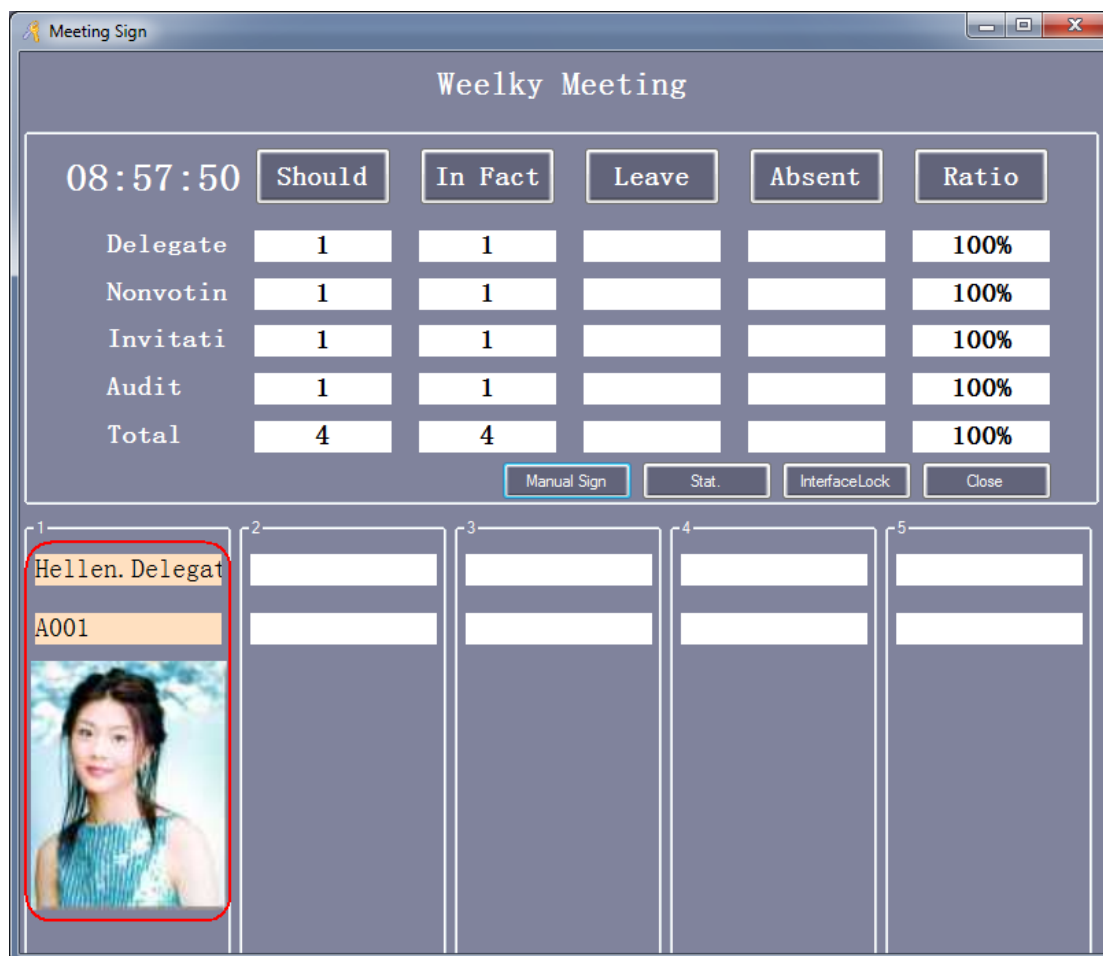 Meeting Sign
Weelky Meeting
08:57:50 Should In Fact Leave Absent Ratio
Delegate 1 1 100%
Nonvotin 1 1 100%
Invitati 1 1 100%
Audit 1 1 100%
Total 4 4 100%
Manual Sign Stat. InterfaceLock Close
1 2 3 4 5
Hellen.Delegat
A001